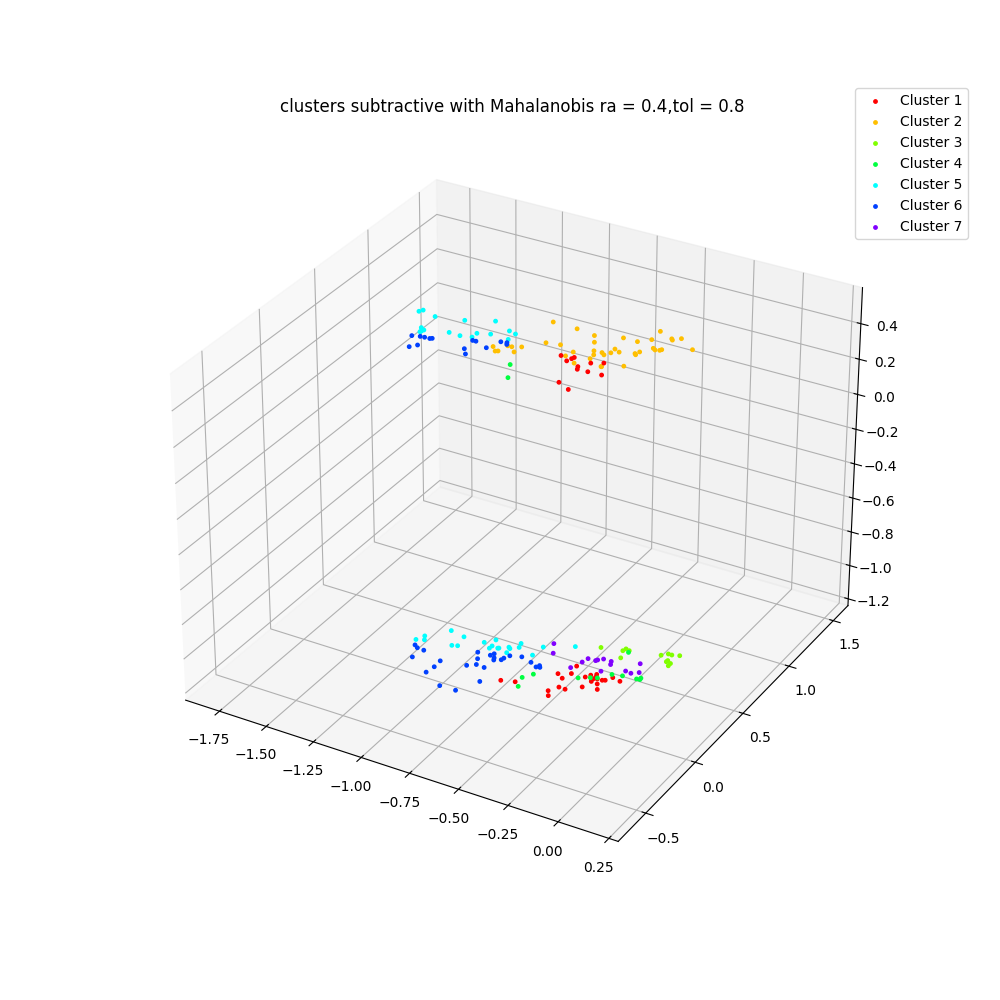 clusters subtractive with Mahalanobis ra = 0.4,tol = 0.8
Cluster 1
Cluster 2
Cluster 3
Cluster 4
Cluster 5
Cluster 6
Cluster 7
0.4
0.2
0.0
−0.2
−0.4
−0.6
−0.8
−1.0
−1.2
1.5
1.0
0.5
0.0
−0.5
−1.75
−1.50
−1.25
−1.00
−0.75
−0.50
−0.25
0.00
0.25